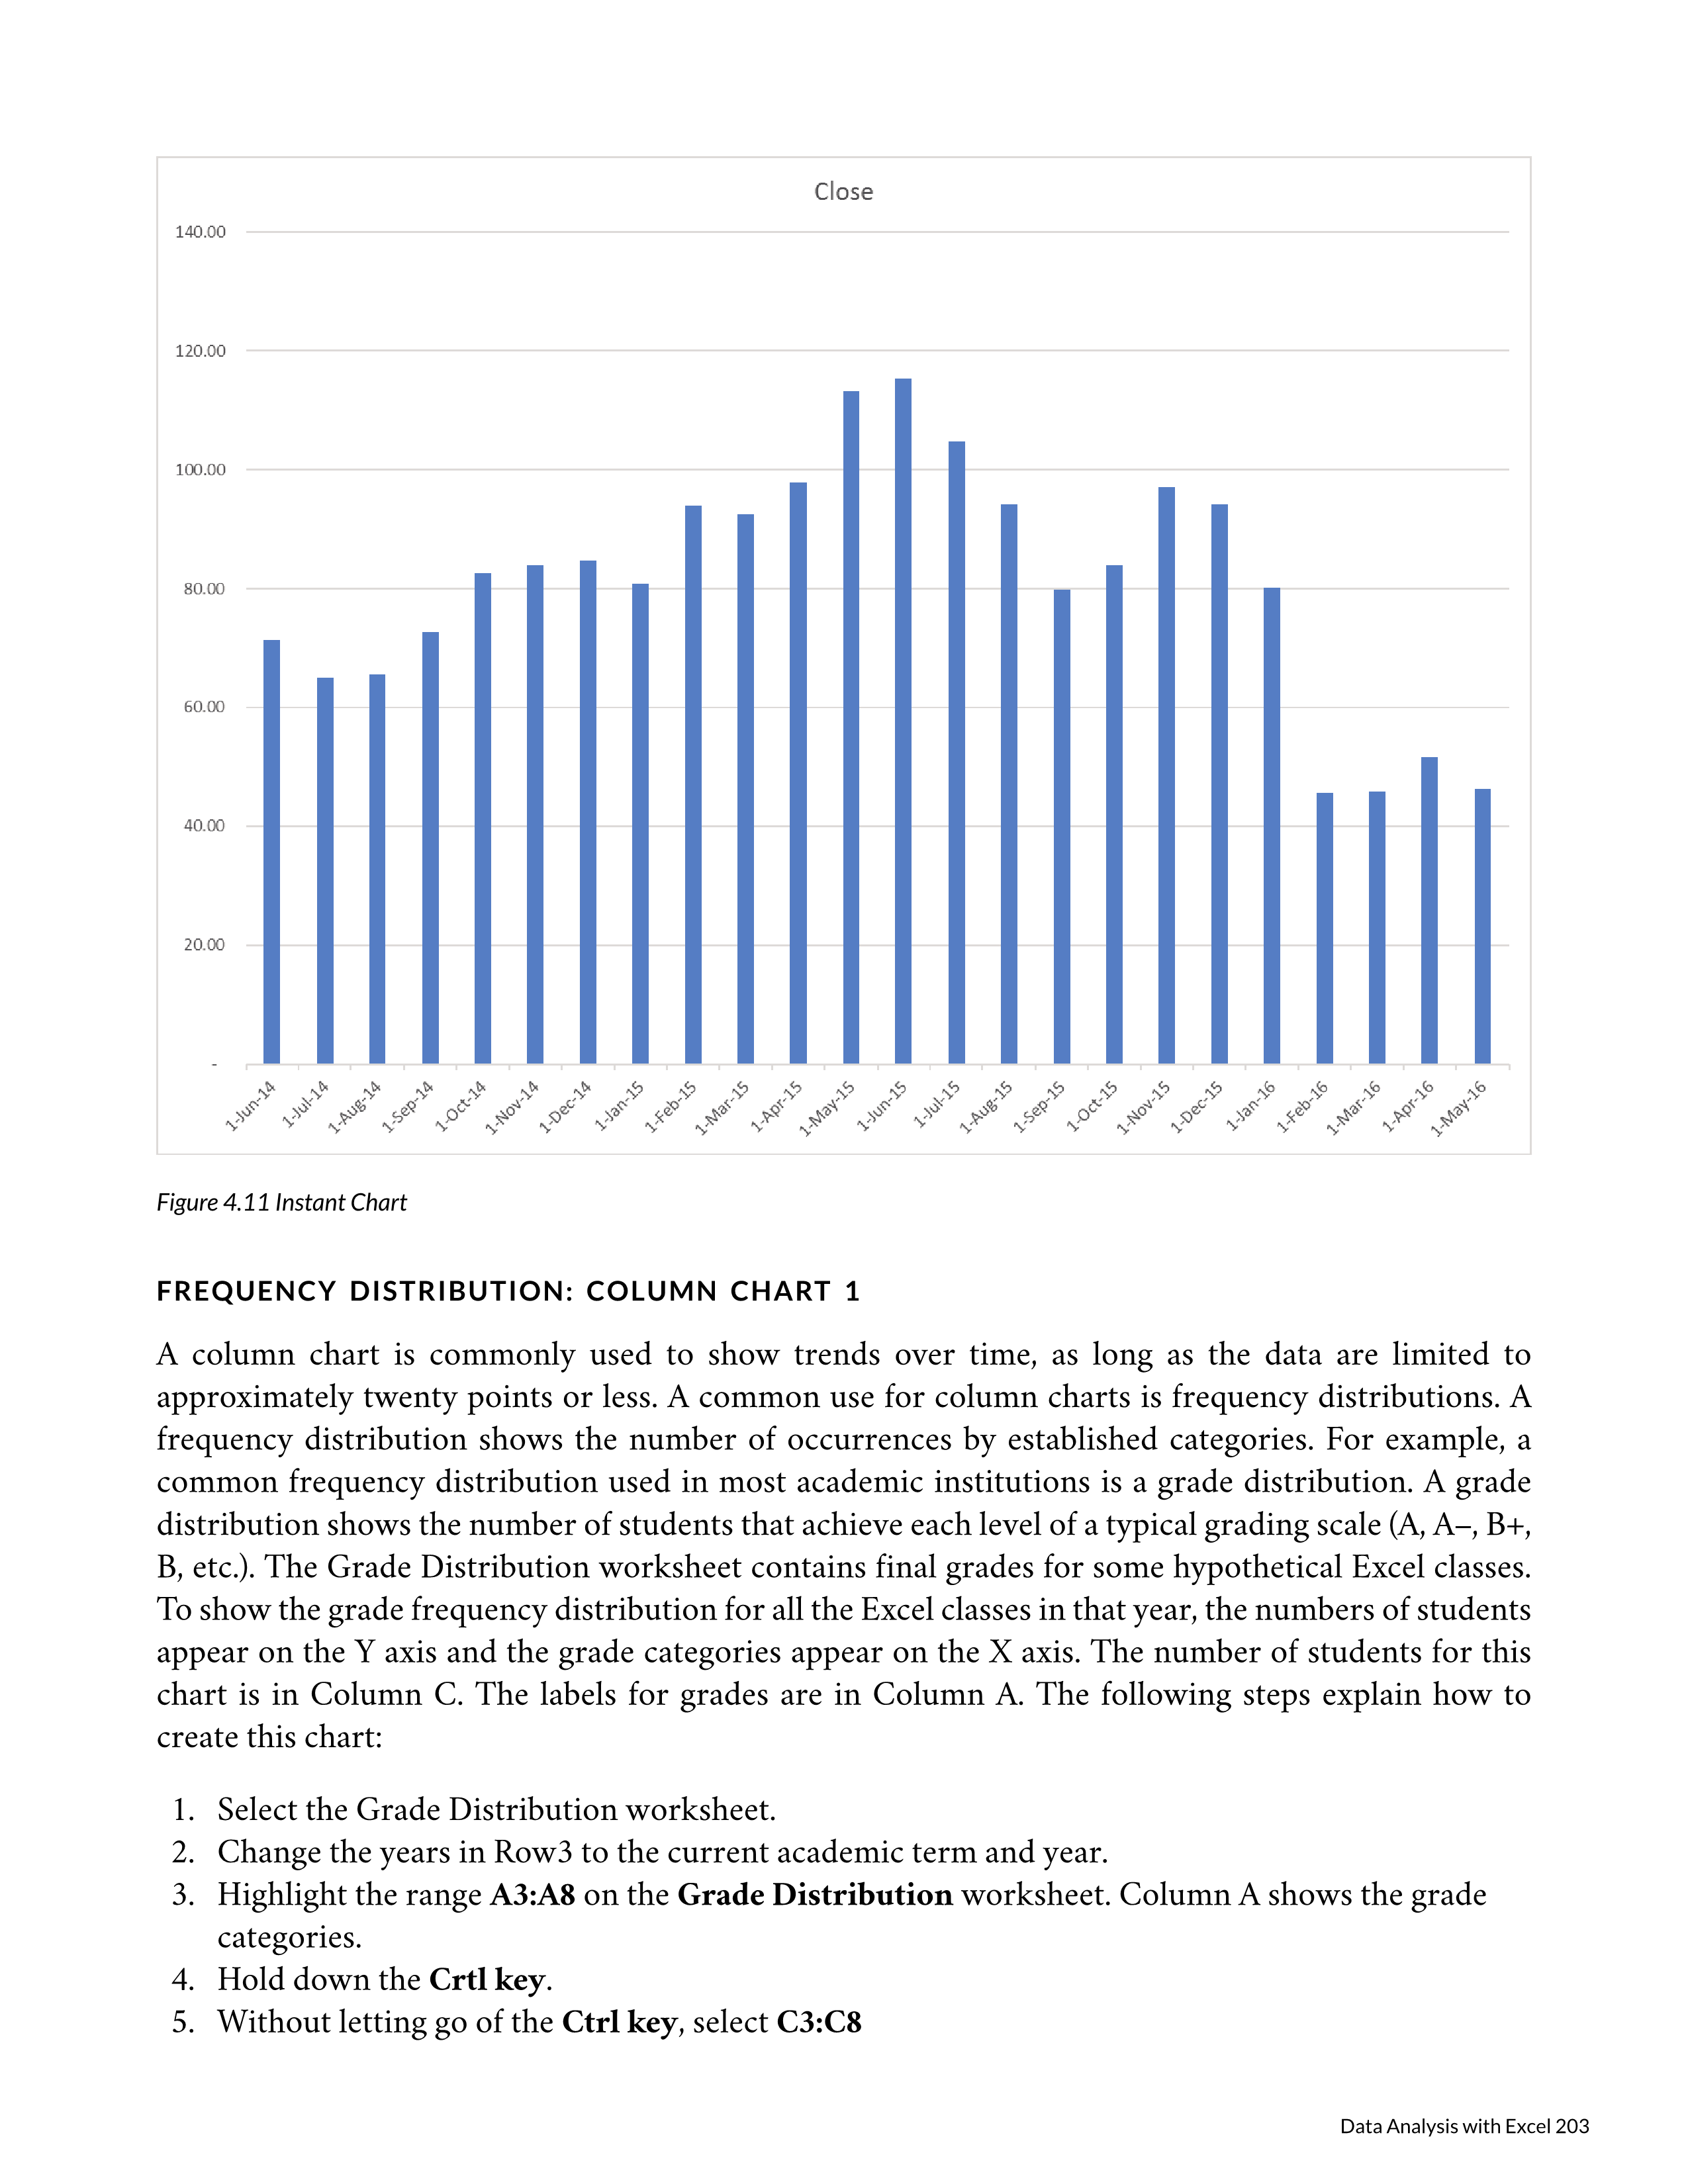 Close
140.00
120.00
100.00
80.00
60.00
40.00
20.00
-
1-Jun-14
1-Jul-14
1-Aug-14
1-Sep-14
1-Oct-14
1-Nov-14
1-Dec-14
1-Jan-15
1-Feb-15
1-Mar-15
1-Apr-15
1-May-15
1-Jun-15
1-Jul-15
1-Aug-15
1-Sep-15
1-Oct-15
1-Nov-15
1-Dec-15
1-Jan-16
1-Feb-16
1-Mar-16
1-Apr-16
1-May-16
Figure 4.11 Instant Chart
FREQUENCY DISTRIBUTION: COLUMN CHART 1
A column chart is commonly used to show trends over time, as long as the data are limited to
approximately twenty points or less. A common use for column charts is frequency distributions. A
frequency distribution shows the number of occurrences by established categories. For example, a
common frequency distribution used in most academic institutions is a grade distribution. A grade
distribution shows the number of students that achieve each level of a typical grading scale (A, A–, B+,
B, etc.). The Grade Distribution worksheet contains final grades for some hypothetical Excel classes.
To show the grade frequency distribution for all the Excel classes in that year, the numbers of students
appear on the Y axis and the grade categories appear on the X axis. The number of students for this
chart is in Column C. The labels for grades are in Column A. The following steps explain how to
create this chart:
1. Select the Grade Distribution worksheet.
2. Change the years in Row3 to the current academic term and year.
3. Highlight the range A3:A8 on the Grade Distribution worksheet. Column A shows the grade
categories.
4. Hold down the Crtl key.
5. Without letting go of the Ctrl key, select C3:C8
Data Analysis with Excel 203